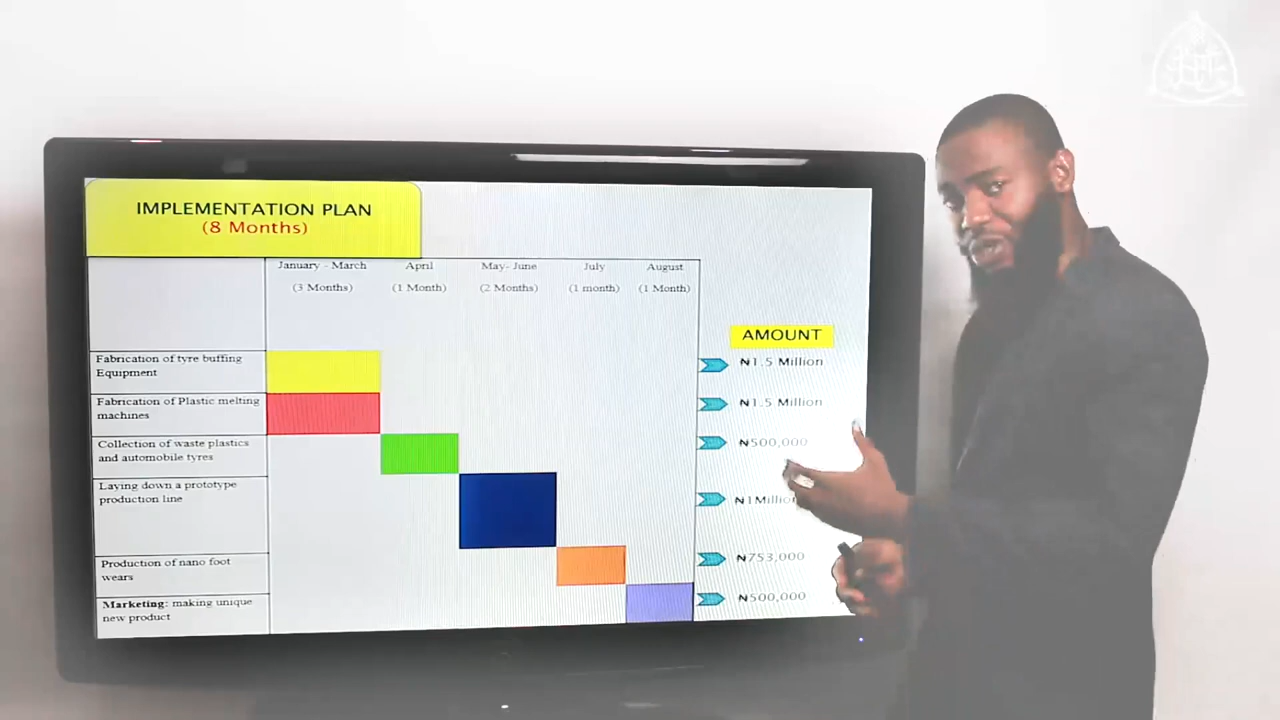 IMPLEMENTATION PLAN
(8 Months)
January - March
(3 Months)
April
(1 Month)
May- June
(2 Months)
July
(1 month)
August
(1 Month)
AMOUNT
Fabrication of tyre buffing
Equipment
₦1.5 Million
Fabrication of Plastic melting
machines
₦1.5 Million
Collection of waste plastics
and automobile tyres
₦500,000
Laying down a prototype
production line
₦1Million
Production of nano foot
wears
₦753,000
Marketing: making unique
new product
₦500,000